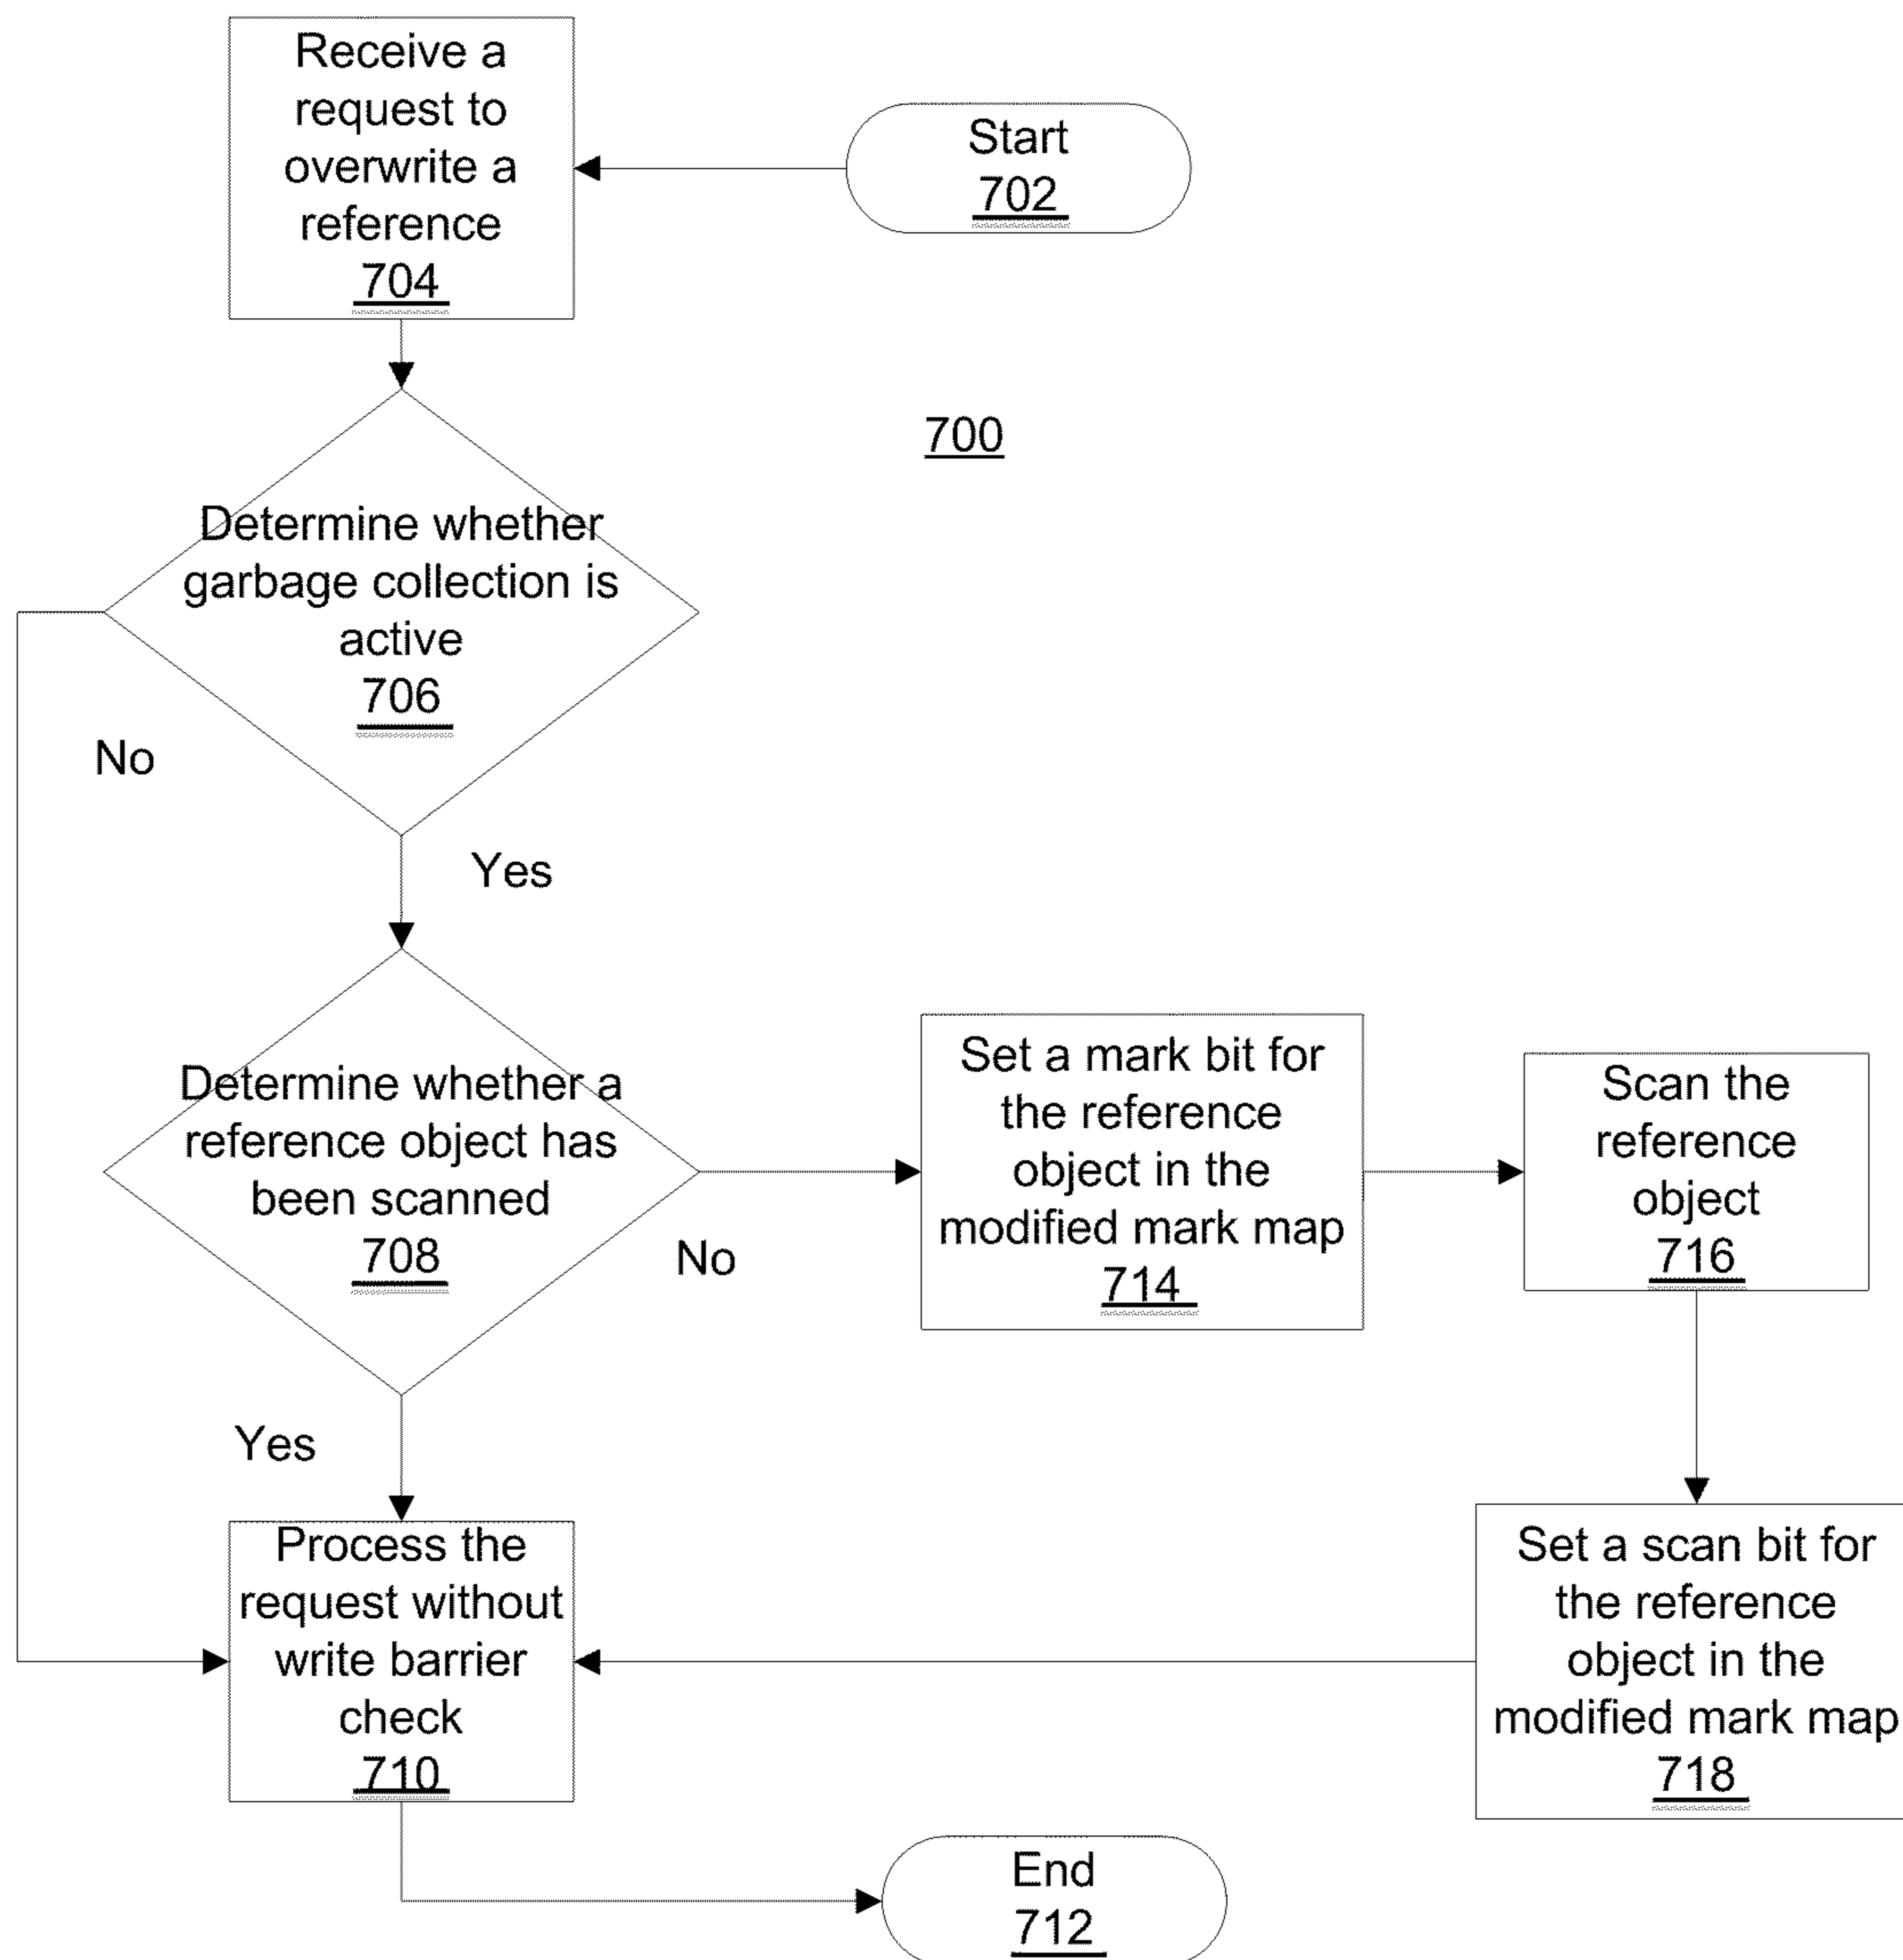 Receive a
request to
overwrite a
reference
704
Start
702
700
Determine whether
garbage collection is
active
706
No
Yes
Determine whether a
reference object has
been scanned
708
No
Yes
Set a mark bit for
the reference
object in the
modified mark map
714
Scan the
reference
object
716
Process the
request without
write barrier
check
710
Set a scan bit for
the reference
object in the
modified mark map
718
End
712